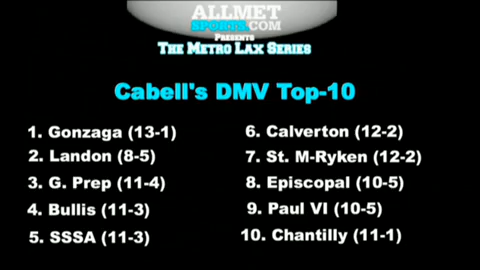 ALLMET
SPORTS.COM
PRESENTS
THE METRO LAX SERIES
Cabell's DMV Top-10
1. Gonzaga (13-1)
2. Landon (8-5)
3. G. Prep (11-4)
4. Bullis (11-3)
5. SSSA (11-3)
6. Calverton (12-2)
7. St. M-Ryken (12-2)
8. Episcopal (10-5)
9. Paul VI (10-5)
10. Chantilly (11-1)